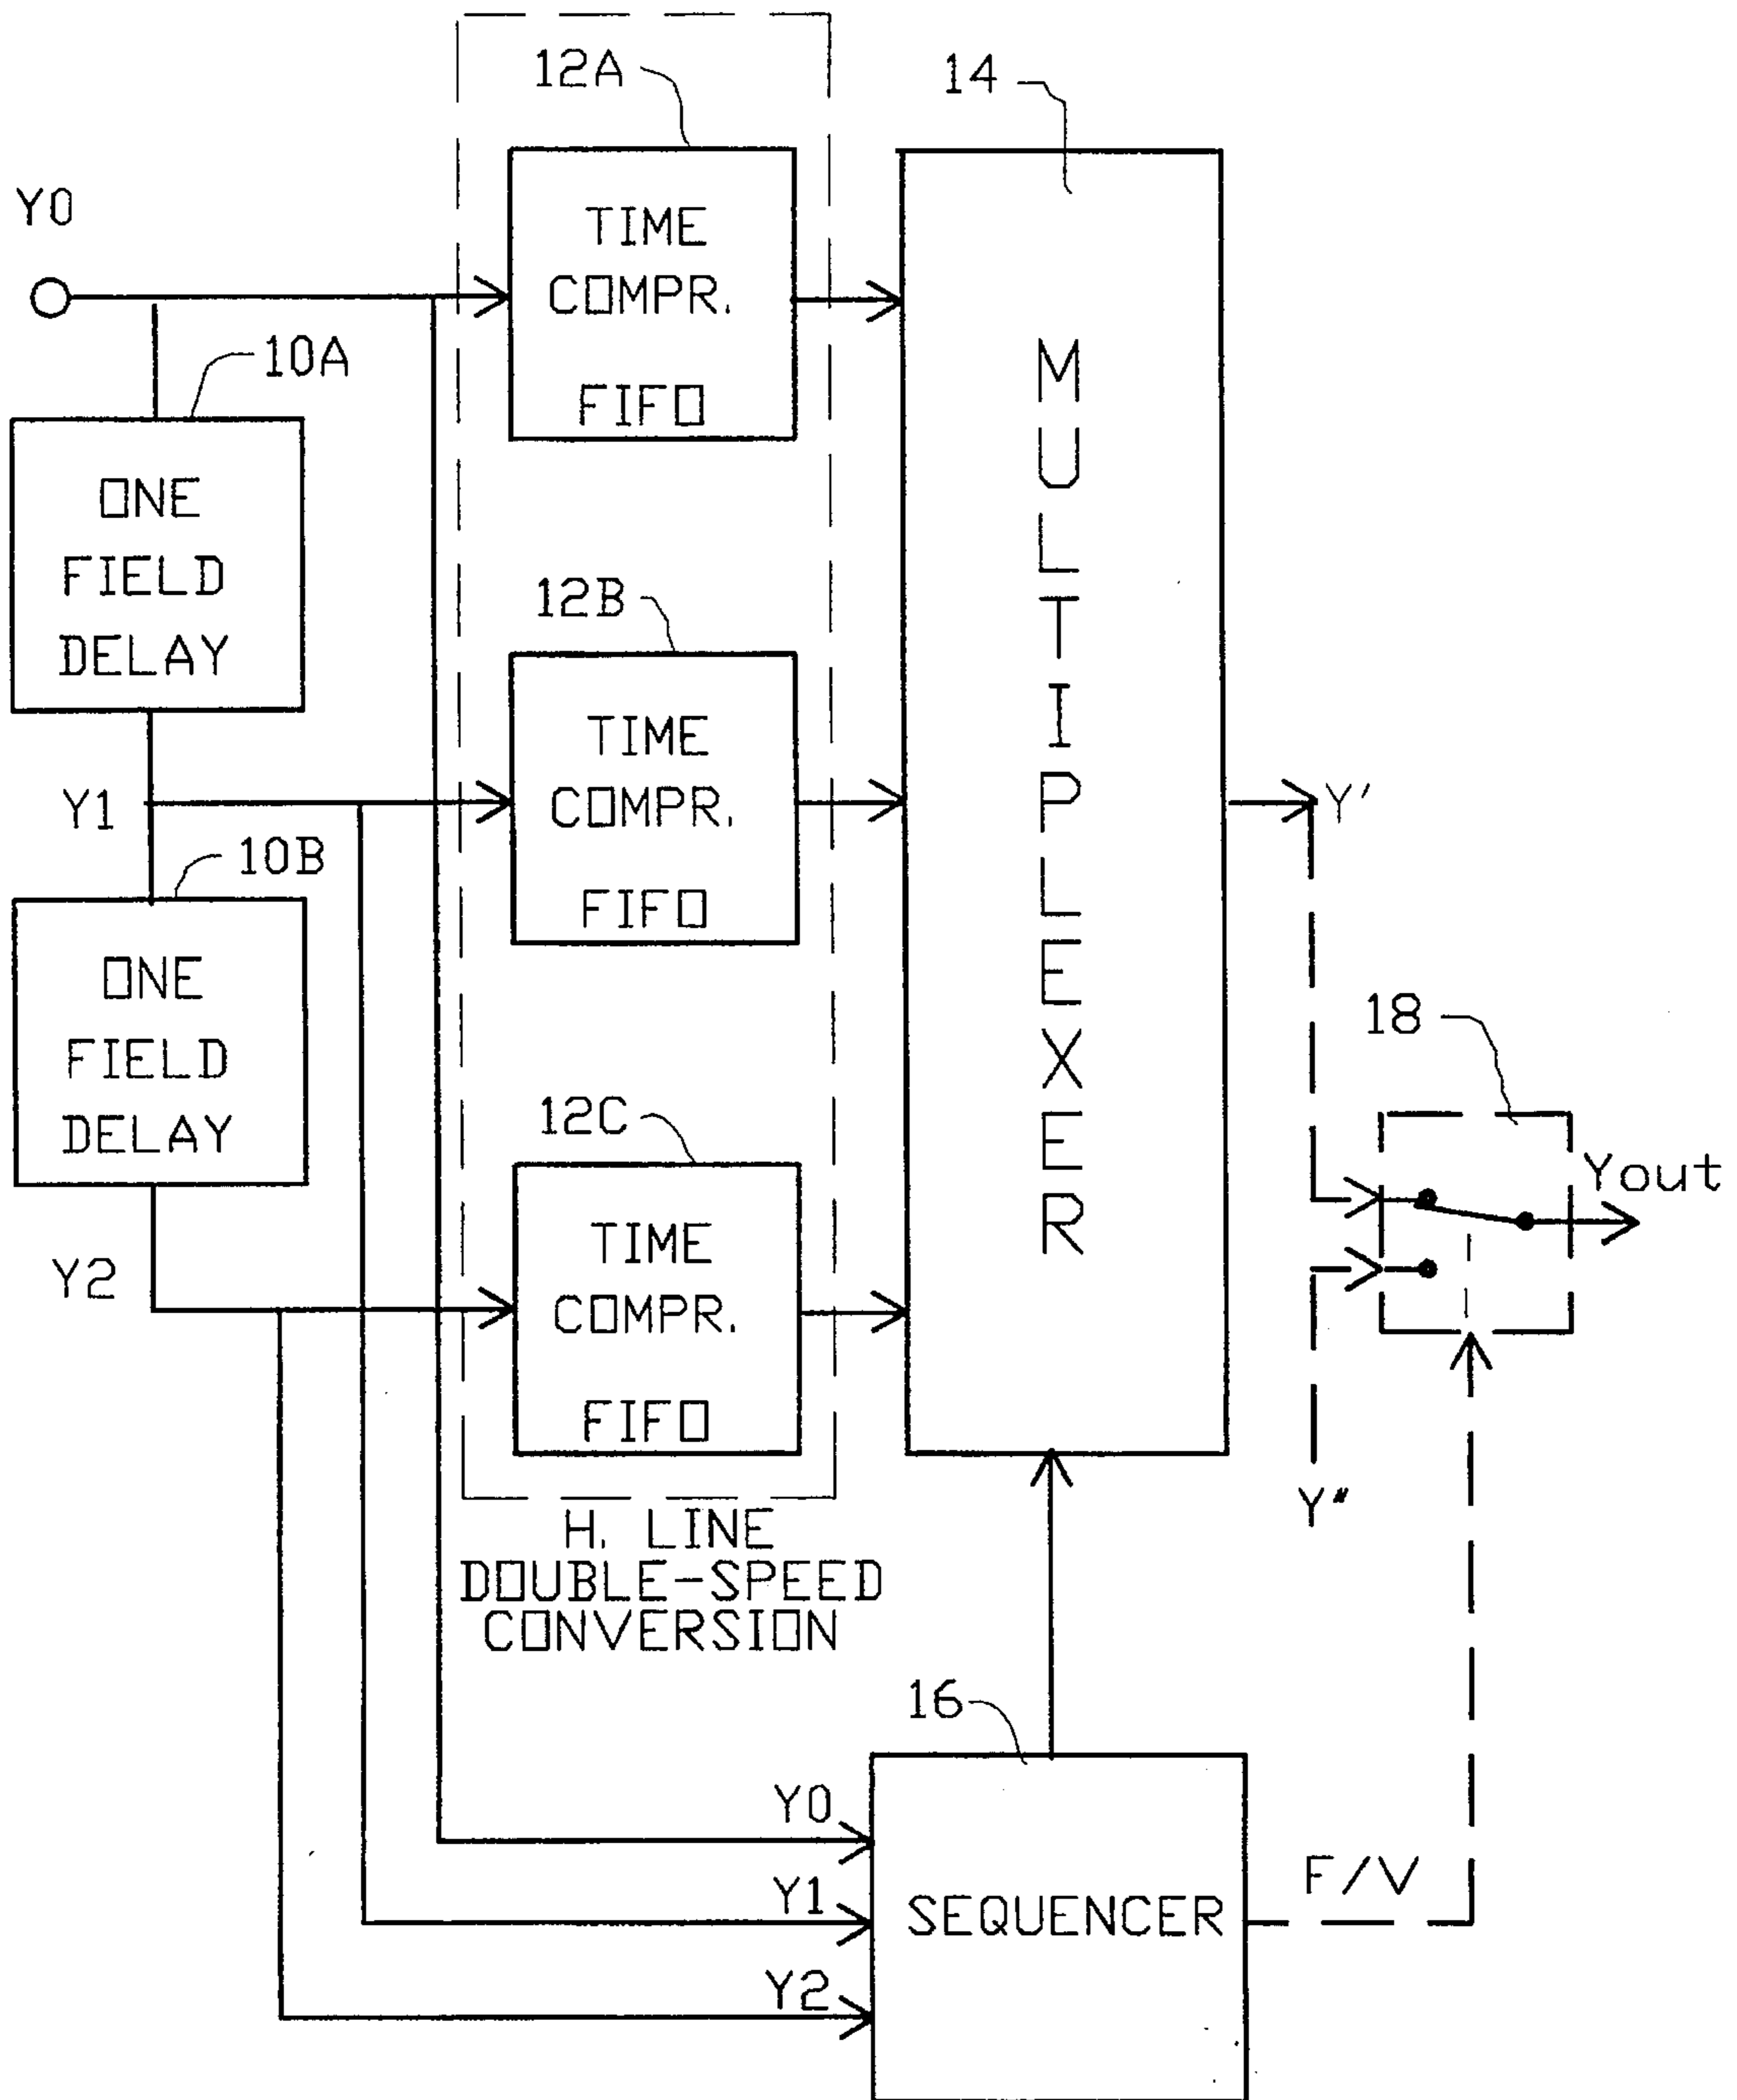 12A
14
Y0
TIME
COMPR.
FIFO
10A
ONE
FIELD
DELAY
MULTIPLEXER
12B
Y1
TIME
COMPR.
FIFO
Y'
10B
ONE
FIELD
DELAY
18
12C
Yout
Y2
TIME
COMPR.
FIFO
Y"
H. LINE
DOUBLE-SPEED
CONVERSION
16
Y0
Y1
Y2
SEQUENCER
F/V